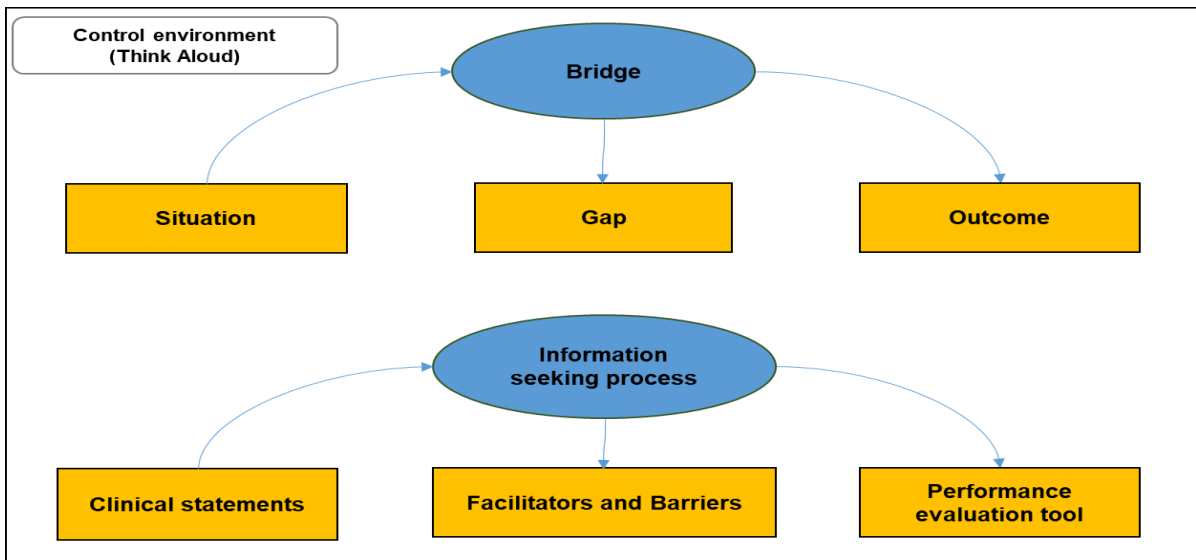 Control environment
(Think Aloud)
Bridge
Situation
Gap
Outcome
Information
seeking process
Clinical statements
Facilitators and Barriers
Performance
evaluation tool